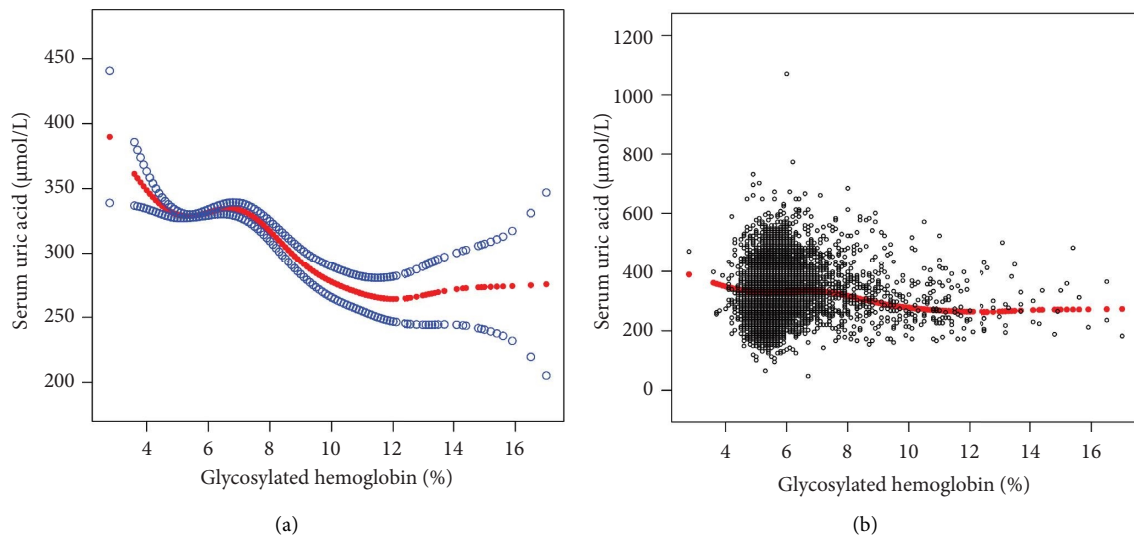 450
400
350
300
250
200
Serum uric acid (μmol/L)
4 6 8 10 12 14 16
Glycosylated hemoglobin (%)
(a)
1200
1000
800
600
400
200
0
Serum uric acid (μmol/L)
4 6 8 10 12 14 16
Glycosylated hemoglobin (%)
(b)